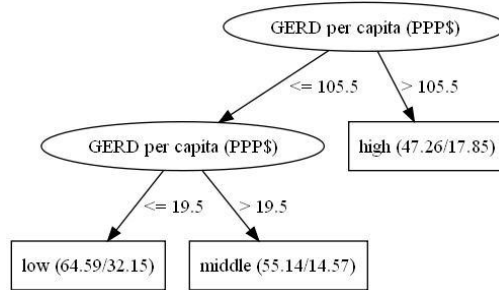 GERD per capita (PPP$)
<= 105.5
> 105.5
GERD per capita (PPP$)
high (47.26/17.85)
<= 19.5
> 19.5
low (64.59/32.15)
middle (55.14/14.57)